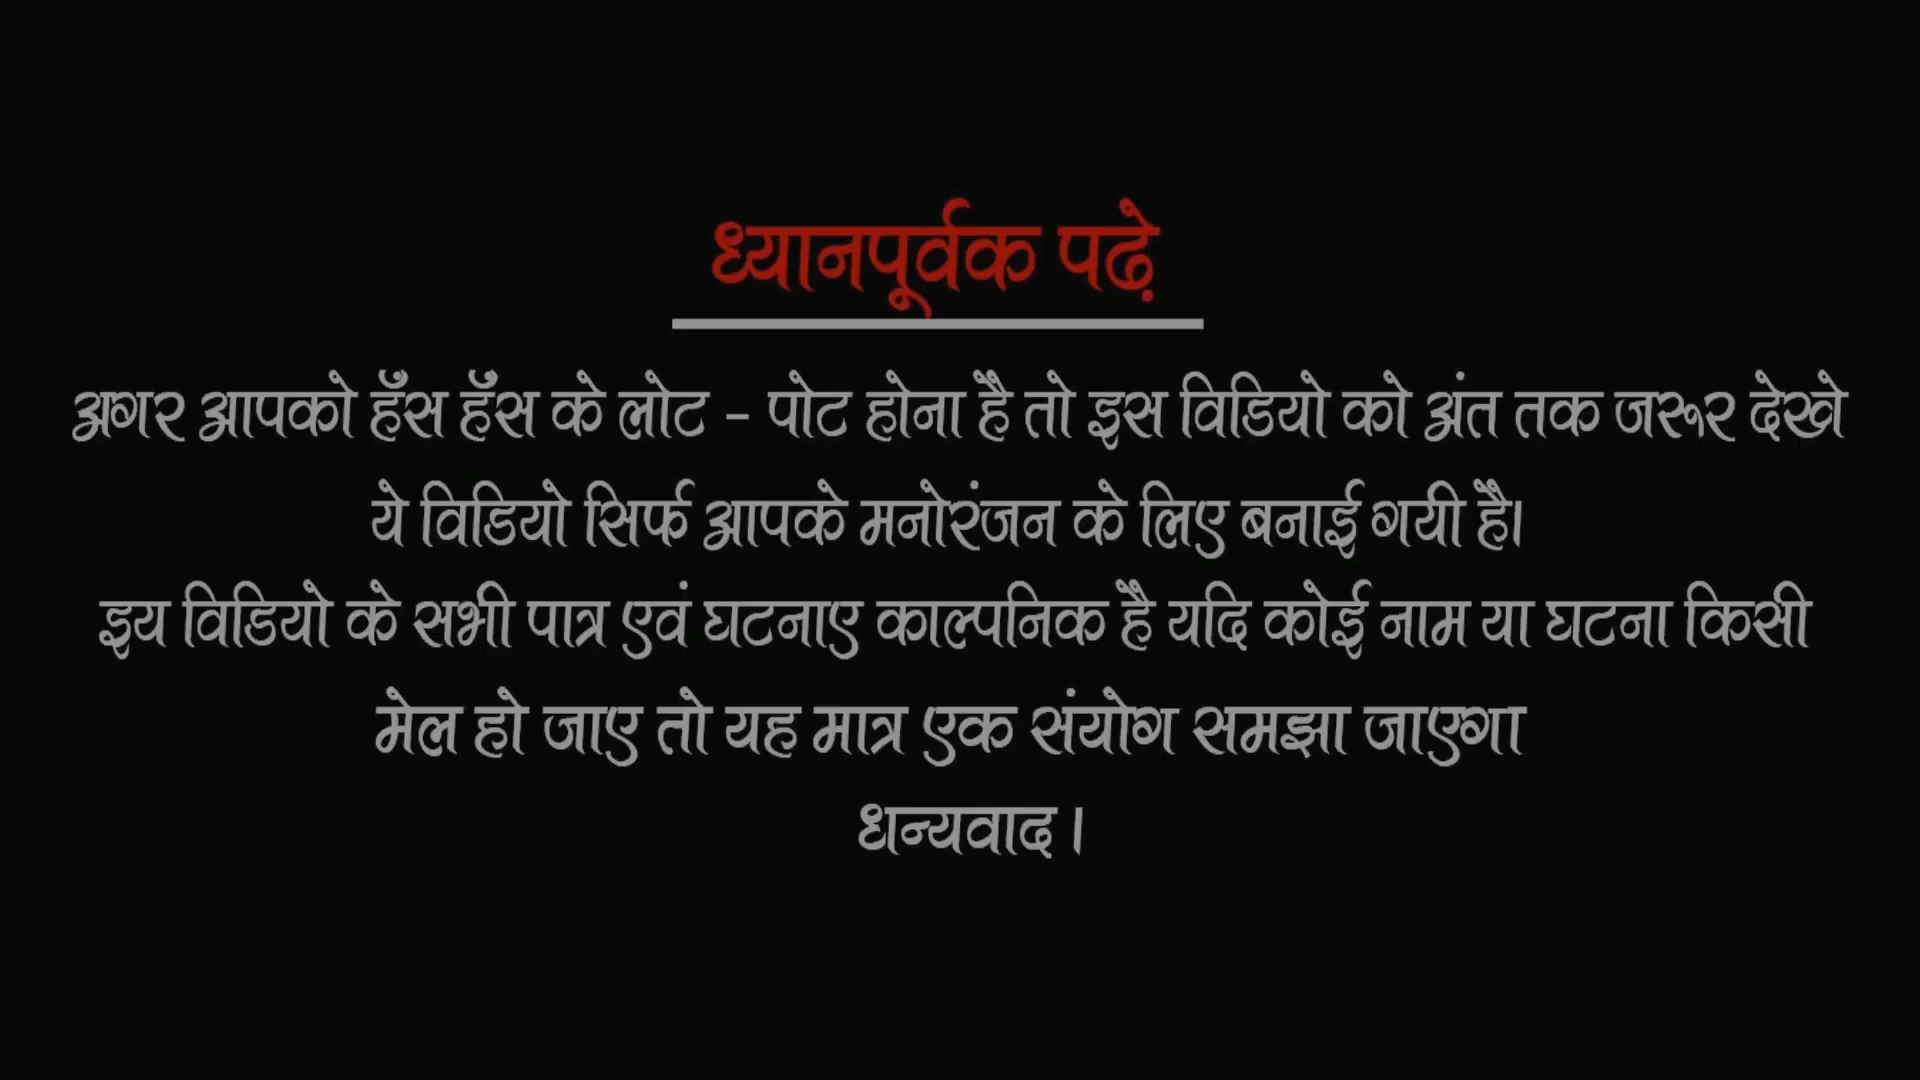 ध्यानपूर्वक पढ़े
अगर आपको हँस हँस के लोट - पोट होना है तो इस विडियो को अंत तक जरूर देखे
ये विडियो सिर्फ आपके मनोरंजन के लिए बनाई गयी है।
इय विडियो के सभी पात्र एवं घटनाए काल्पनिक है यदि कोई नाम या घटना किसी
मेल हो जाए तो यह मात्र एक संयोग समझा जाएगा
धन्यवाद ।